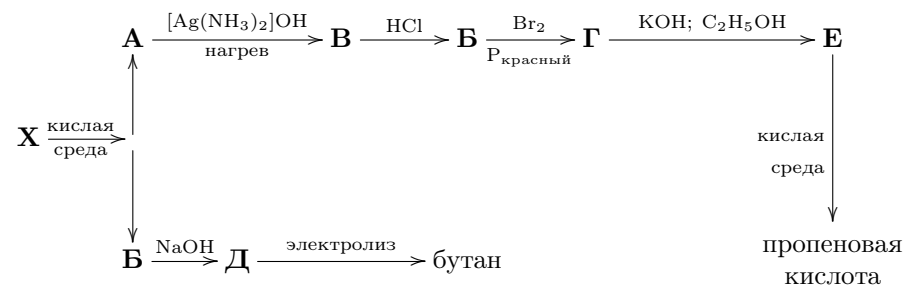 [Ag(NH₃)₂]OH HCl Br₂ KOH; C₂H₅OH
А В Б Г Е
нагрев Pкрасный
кислая
Х
среда
кислая
среда
NaOH электролиз
Б Д бутан
пропеновая
кислота